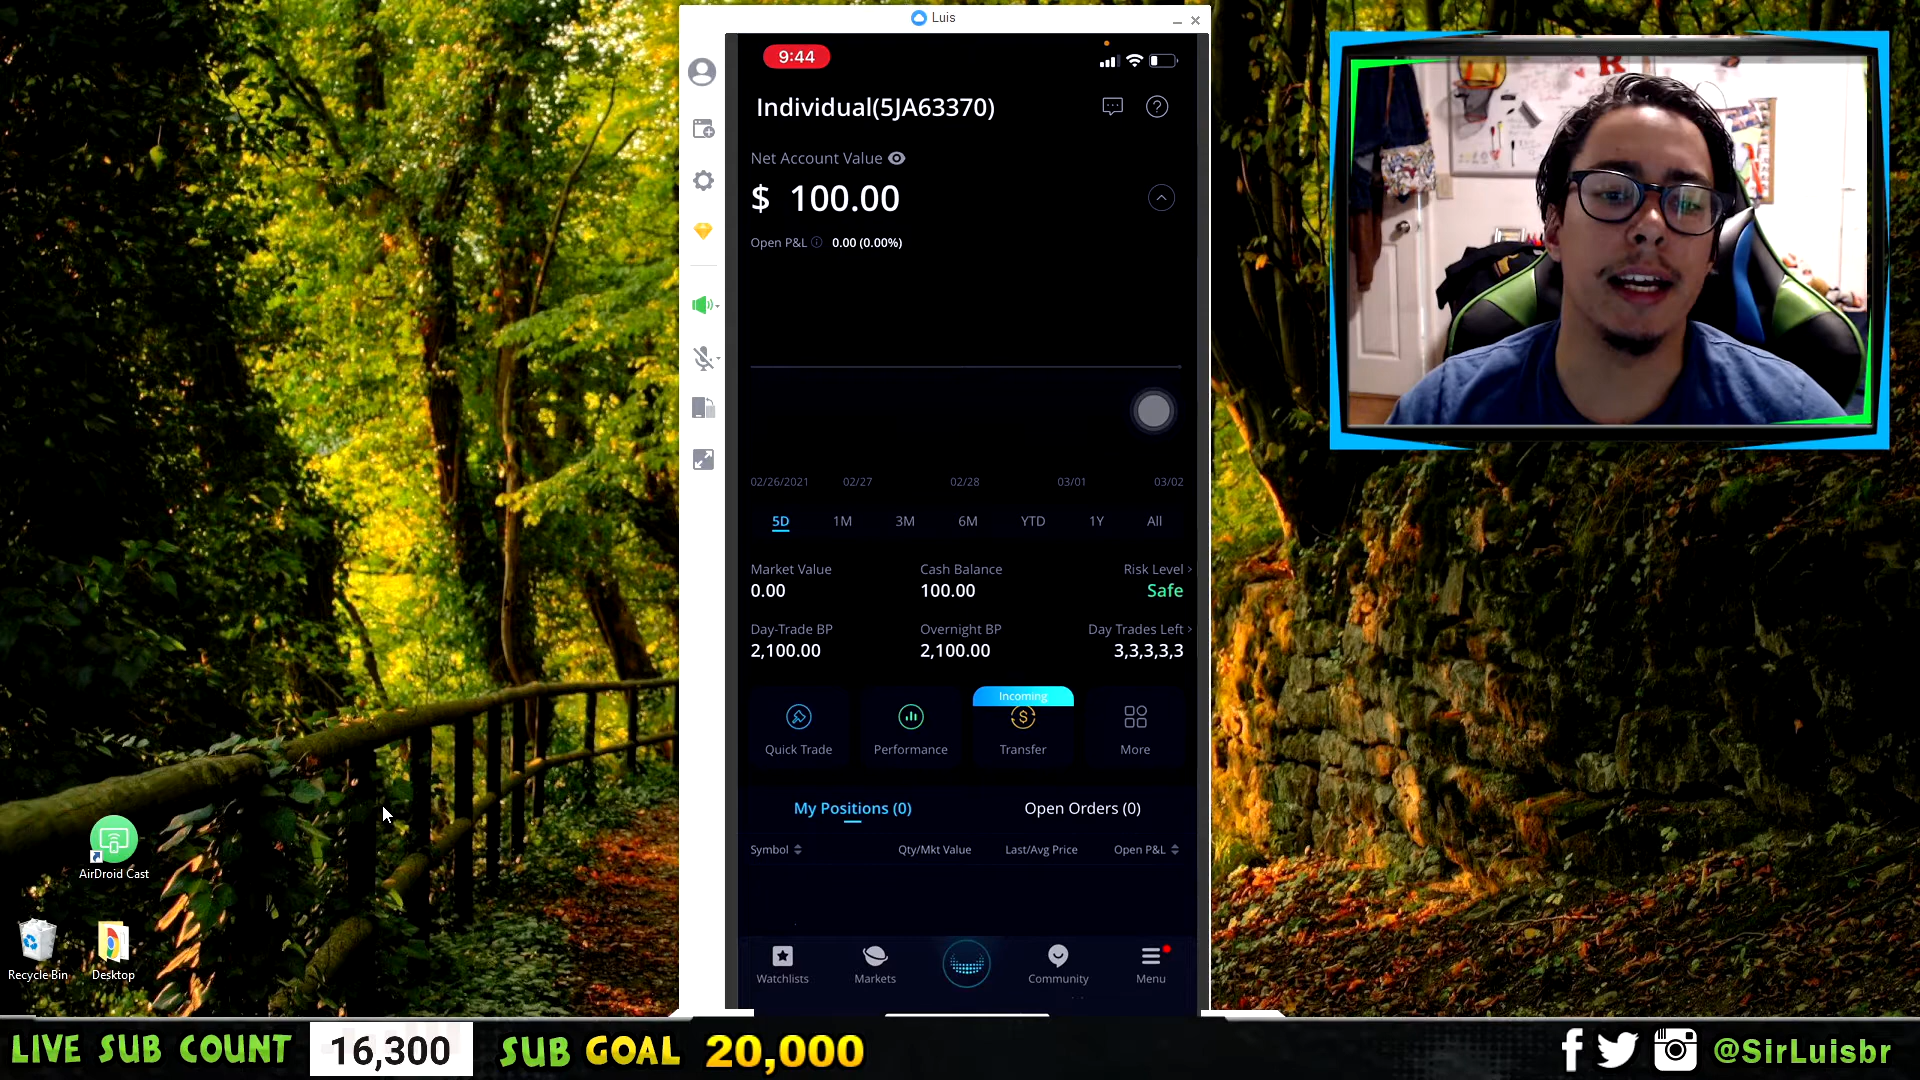 Luis
9:44
Individual(5JA63370)
Net Account Value
$ 100.00
Open P&L 0.00 (0.00%)
02/26/2021 02/27 02/28 03/01 03/02
5D 1M 3M 6M YTD 1Y All
Market Value Cash Balance Risk Level
0.00 100.00 Safe
Day-Trade BP Overnight BP Day Trades Left
2,100.00 2,100.00 3,3,3,3,3
Incoming
Quick Trade Performance Transfer More
My Positions (0) Open Orders (0)
Symbol Qty/Mkt Value Last/Avg Price Open P&L
Watchlists Markets Community Menu
AirDroid Cast
Recycle Bin Desktop
R
LIVE SUB COUNT 16,300 SUB GOAL 20,000 @SirLuisbr